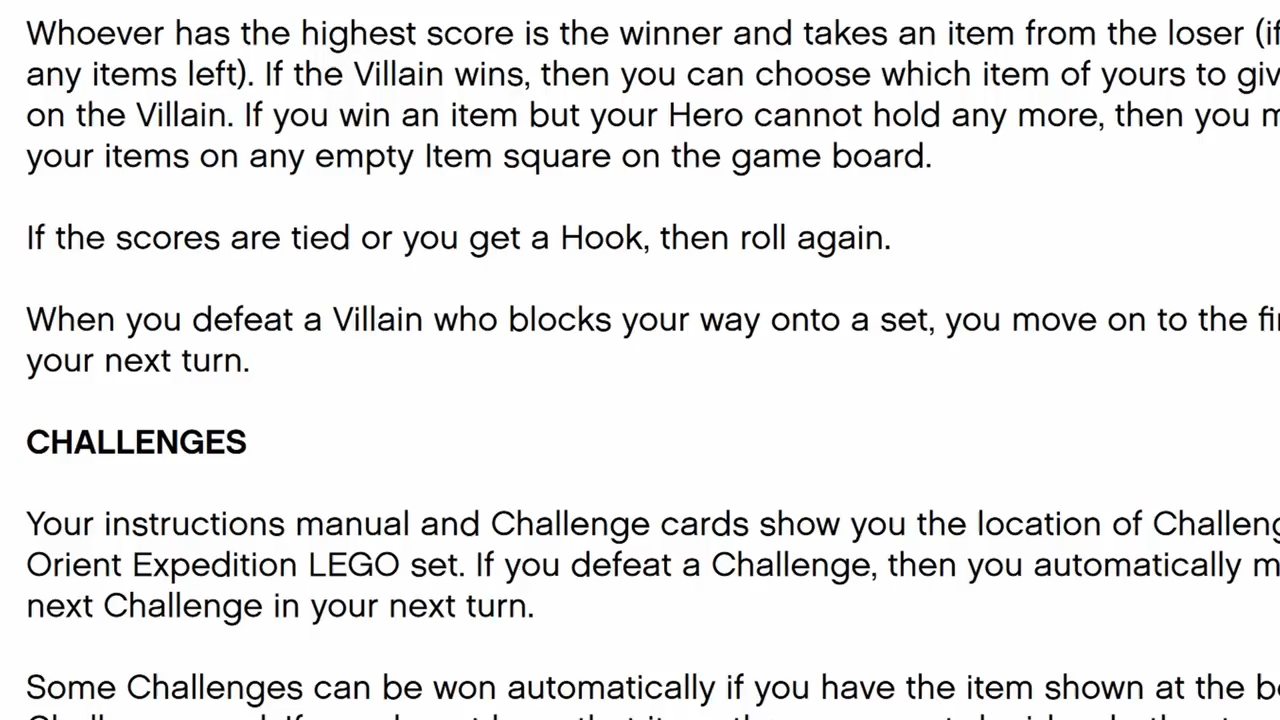 Whoever has the highest score is the winner and takes an item from the loser (if
any items left). If the Villain wins, then you can choose which item of yours to giv
on the Villain. If you win an item but your Hero cannot hold any more, then you m
your items on any empty Item square on the game board.
If the scores are tied or you get a Hook, then roll again.
When you defeat a Villain who blocks your way onto a set, you move on to the fir
your next turn.
CHALLENGES
Your instructions manual and Challenge cards show you the location of Challeng
Orient Expedition LEGO set. If you defeat a Challenge, then you automatically m
next Challenge in your next turn.
Some Challenges can be won automatically if you have the item shown at the bo